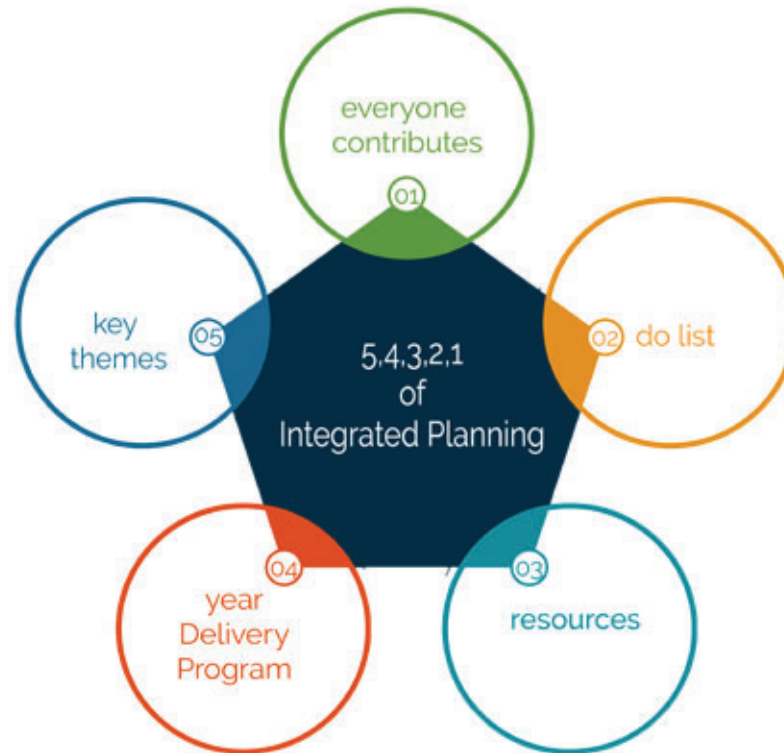 everyone
contributes
01
02 do list
03
resources
04
year
Delivery
Program
05
key
themes
5,4,3,2,1
of
Integrated Planning